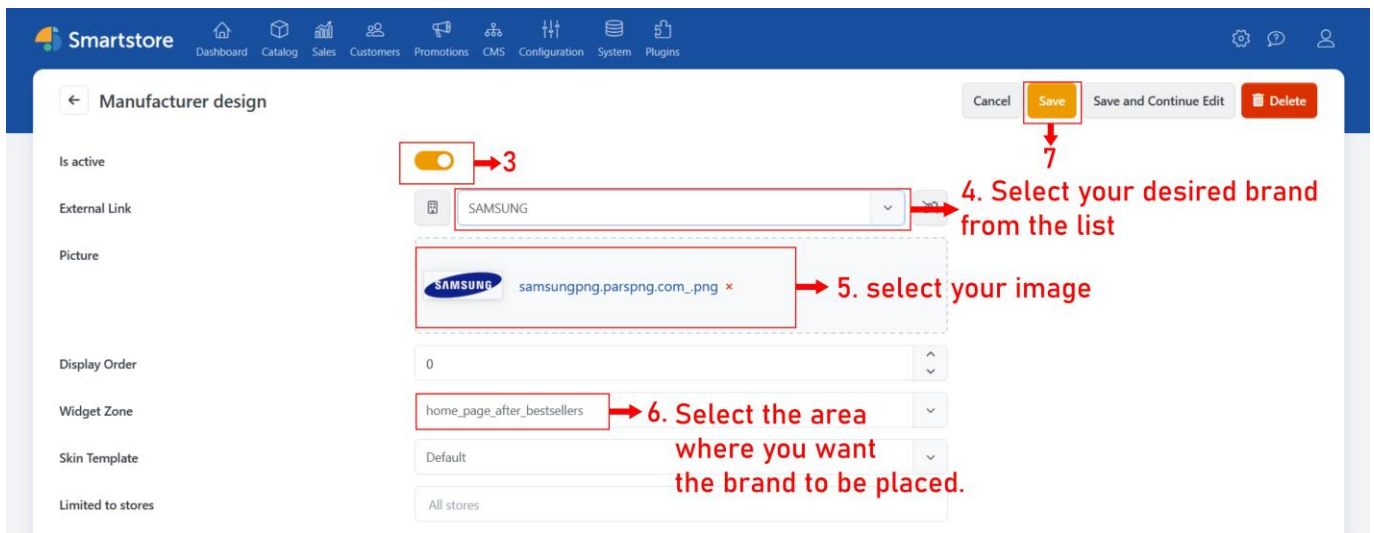 Smartstore
Dashboard Catalog Sales Customers Promotions CMS Configuration System Plugins
Manufacturer design
Cancel Save Save and Continue Edit Delete
Is active
3
7
External Link
SAMSUNG
4. Select your desired brand
from the list
Picture
SAMSUNG
samsungpng.parspng.com_.png ×
5. select your image
Display Order
0
Widget Zone
home_page_after_bestsellers
6. Select the area
where you want
the brand to be placed.
Skin Template
Default
Limited to stores
All stores